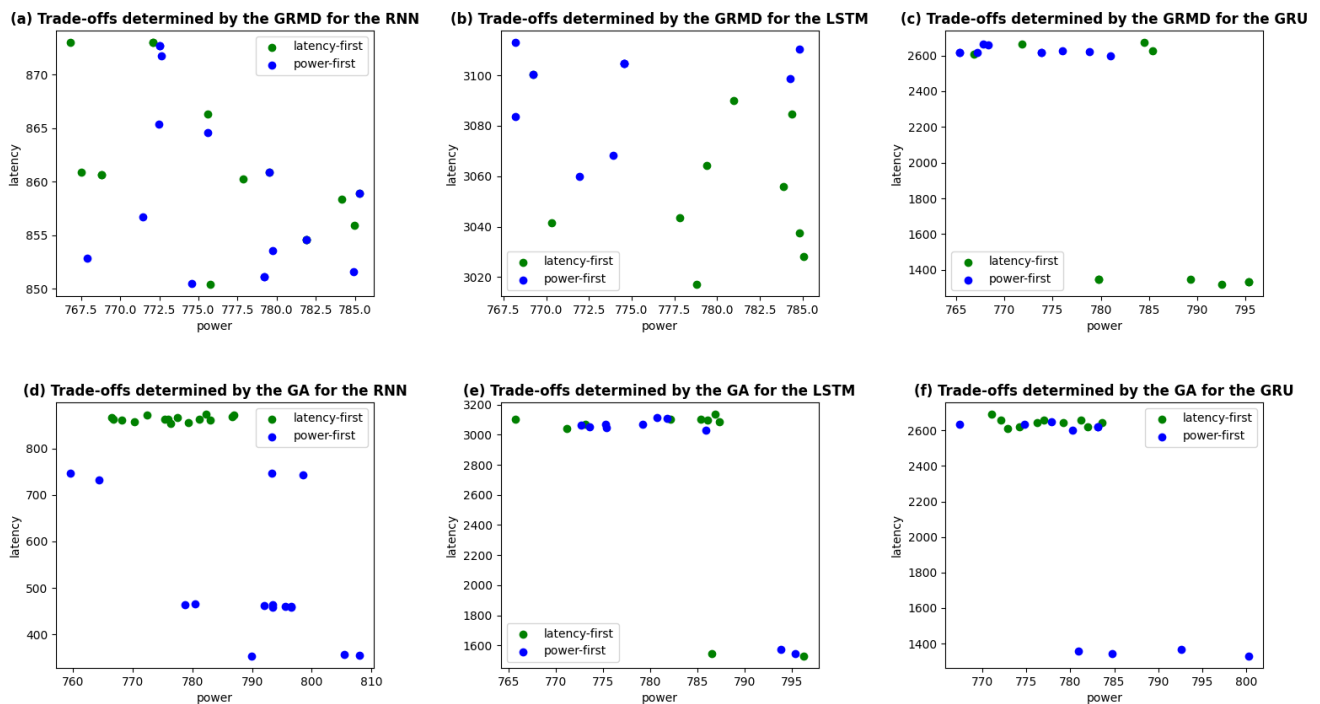 (a) Trade-offs determined by the GRMD for the RNN
latency-first
power-first
870
865
860
855
850
latency
767.5 770.0 772.5 775.0 777.5 780.0 782.5 785.0
power
(b) Trade-offs determined by the GRMD for the LSTM
3100
3080
3060
3040
3020
latency
latency-first
power-first
767.5 770.0 772.5 775.0 777.5 780.0 782.5 785.0
power
(c) Trade-offs determined by the GRMD for the GRU
2600
2400
2200
2000
1800
1600
1400
latency
latency-first
power-first
765 770 775 780 785 790 795
power
(d) Trade-offs determined by the GA for the RNN
latency-first
power-first
800
700
600
500
400
latency
760 770 780 790 800 810
power
(e) Trade-offs determined by the GA for the LSTM
3200
3000
2800
2600
2400
2200
2000
1800
1600
latency
latency-first
power-first
765 770 775 780 785 790 795
power
(f) Trade-offs determined by the GA for the GRU
latency-first
power-first
2600
2400
2200
2000
1800
1600
1400
latency
770 775 780 785 790 795 800
power